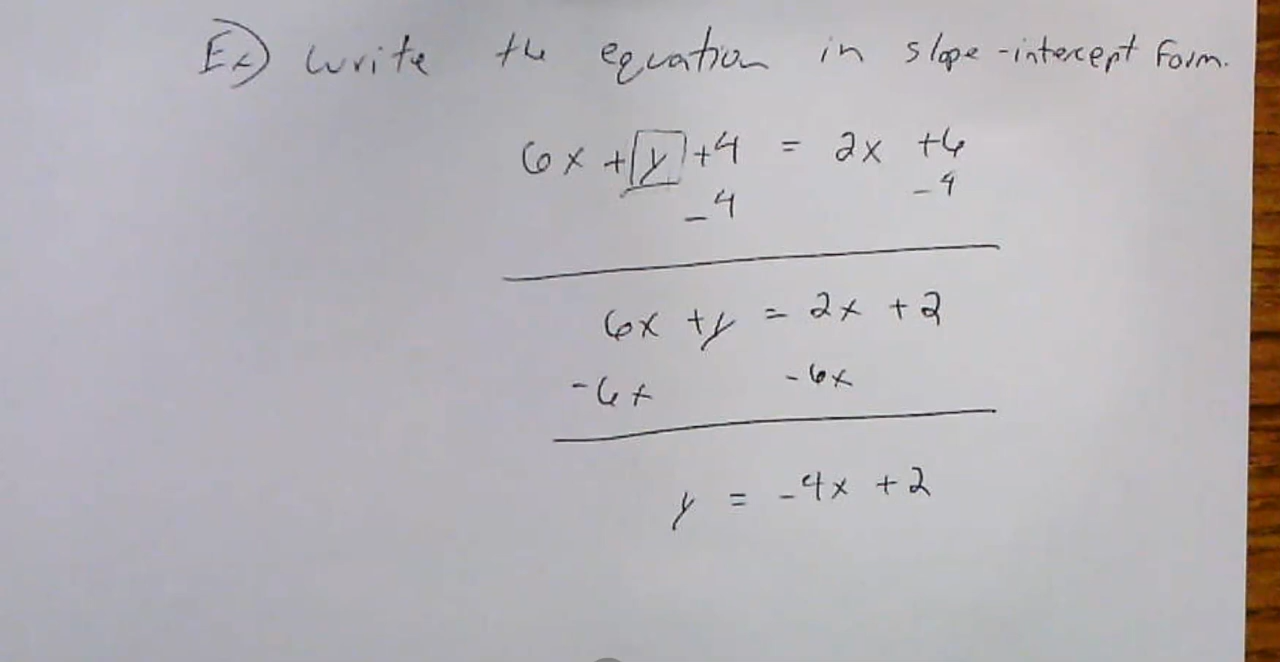 Ex) Write the equation in slope-intercept form.
6x + y + 4 = 2x + 6
- 4 - 4
6x + y = 2x + 2
-6x - 6x
y = -4x + 2